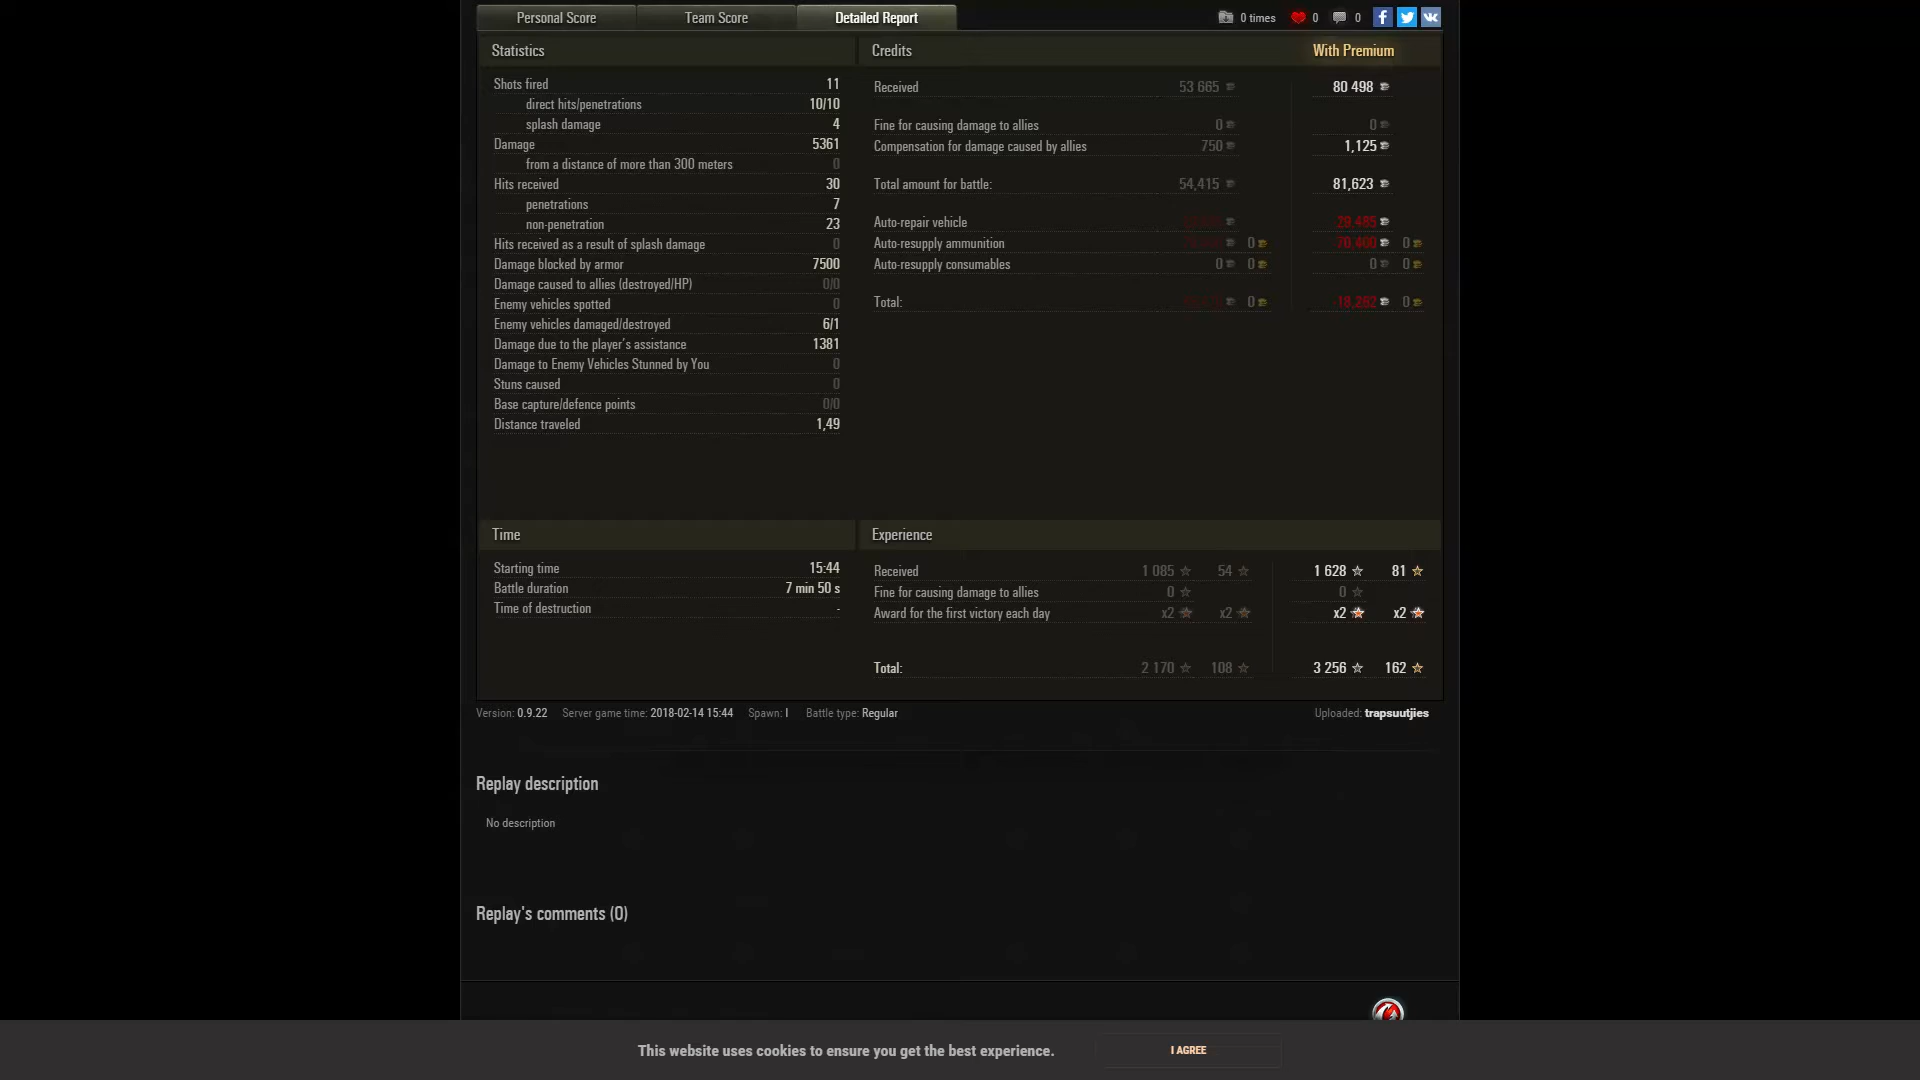 Personal Score Team Score Detailed Report 0 times 0 0
Statistics
Shots fired 11
direct hits/penetrations 10/10
splash damage 4
Damage 5361
from a distance of more than 300 meters 0
Hits received 30
penetrations 7
non-penetration 23
Hits received as a result of splash damage 0
Damage blocked by armor 7500
Damage caused to allies (destroyed/HP) 0/0
Enemy vehicles spotted 0
Enemy vehicles damaged/destroyed 6/1
Damage due to the player's assistance 1381
Damage to Enemy Vehicles Stunned by You 0
Stuns caused 0
Base capture/defence points 0/0
Distance traveled 1,49
Credits With Premium
Received 53 665 80 498
Fine for causing damage to allies 0 0
Compensation for damage caused by allies 750 1,125
Total amount for battle: 54,415 81,623
Auto-repair vehicle 29,485
Auto-resupply ammunition 0 -70,400 0
Auto-resupply consumables 0 0 0 0
Total: 0 -18,262 0
Time
Starting time 15:44
Battle duration 7 min 50 s
Time of destruction -
Experience
Received 1 085 54 1 628 81
Fine for causing damage to allies 0 0
Award for the first victory each day x2 x2 x2 x2
Total: 2 170 108 3 256 162
Version: 0.9.22 Server game time: 2018-02-14 15:44 Spawn: I Battle type: Regular Uploaded: trapsuutjies
Replay description
No description
Replay's comments (0)
This website uses cookies to ensure you get the best experience. I AGREE